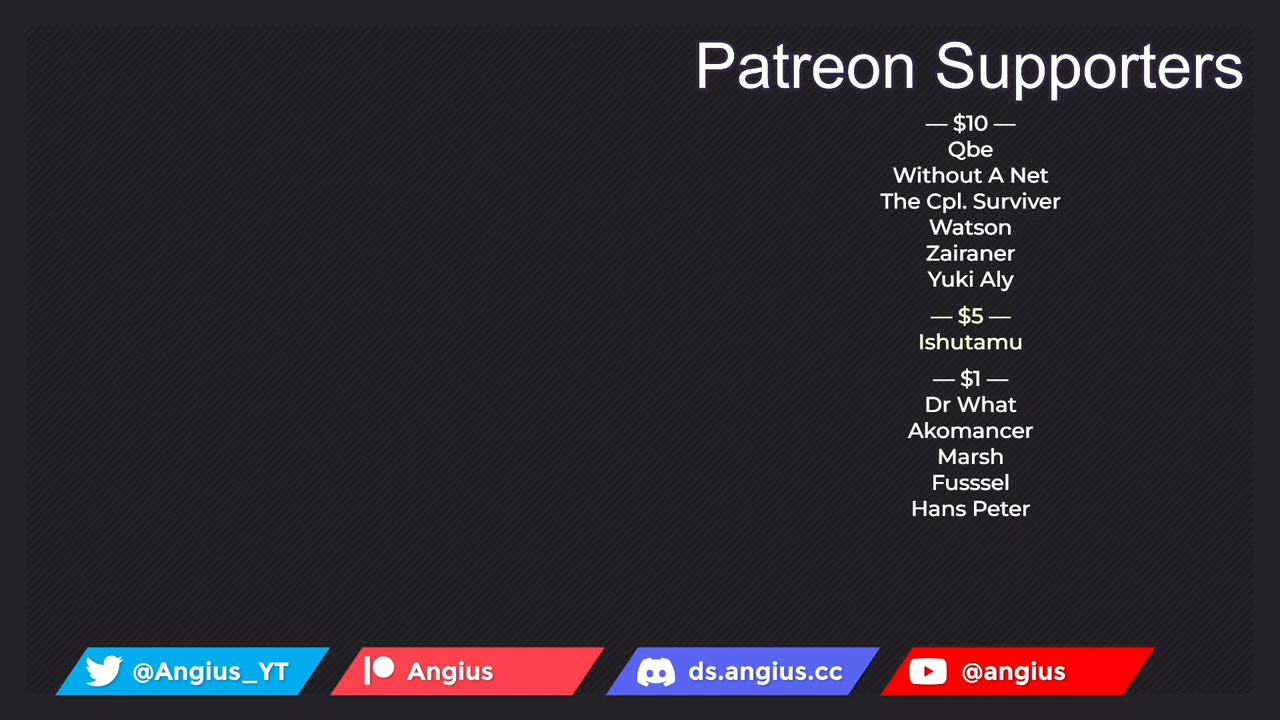 Patreon Supporters
— $10 —
Qbe
Without A Net
The Cpl. Surviver
Watson
Zairaner
Yuki Aly
— $5 —
Ishutamu
— $1 —
Dr What
Akomancer
Marsh
Fusssel
Hans Peter
@Angius_YT
Angius
ds.angius.cc
@angius